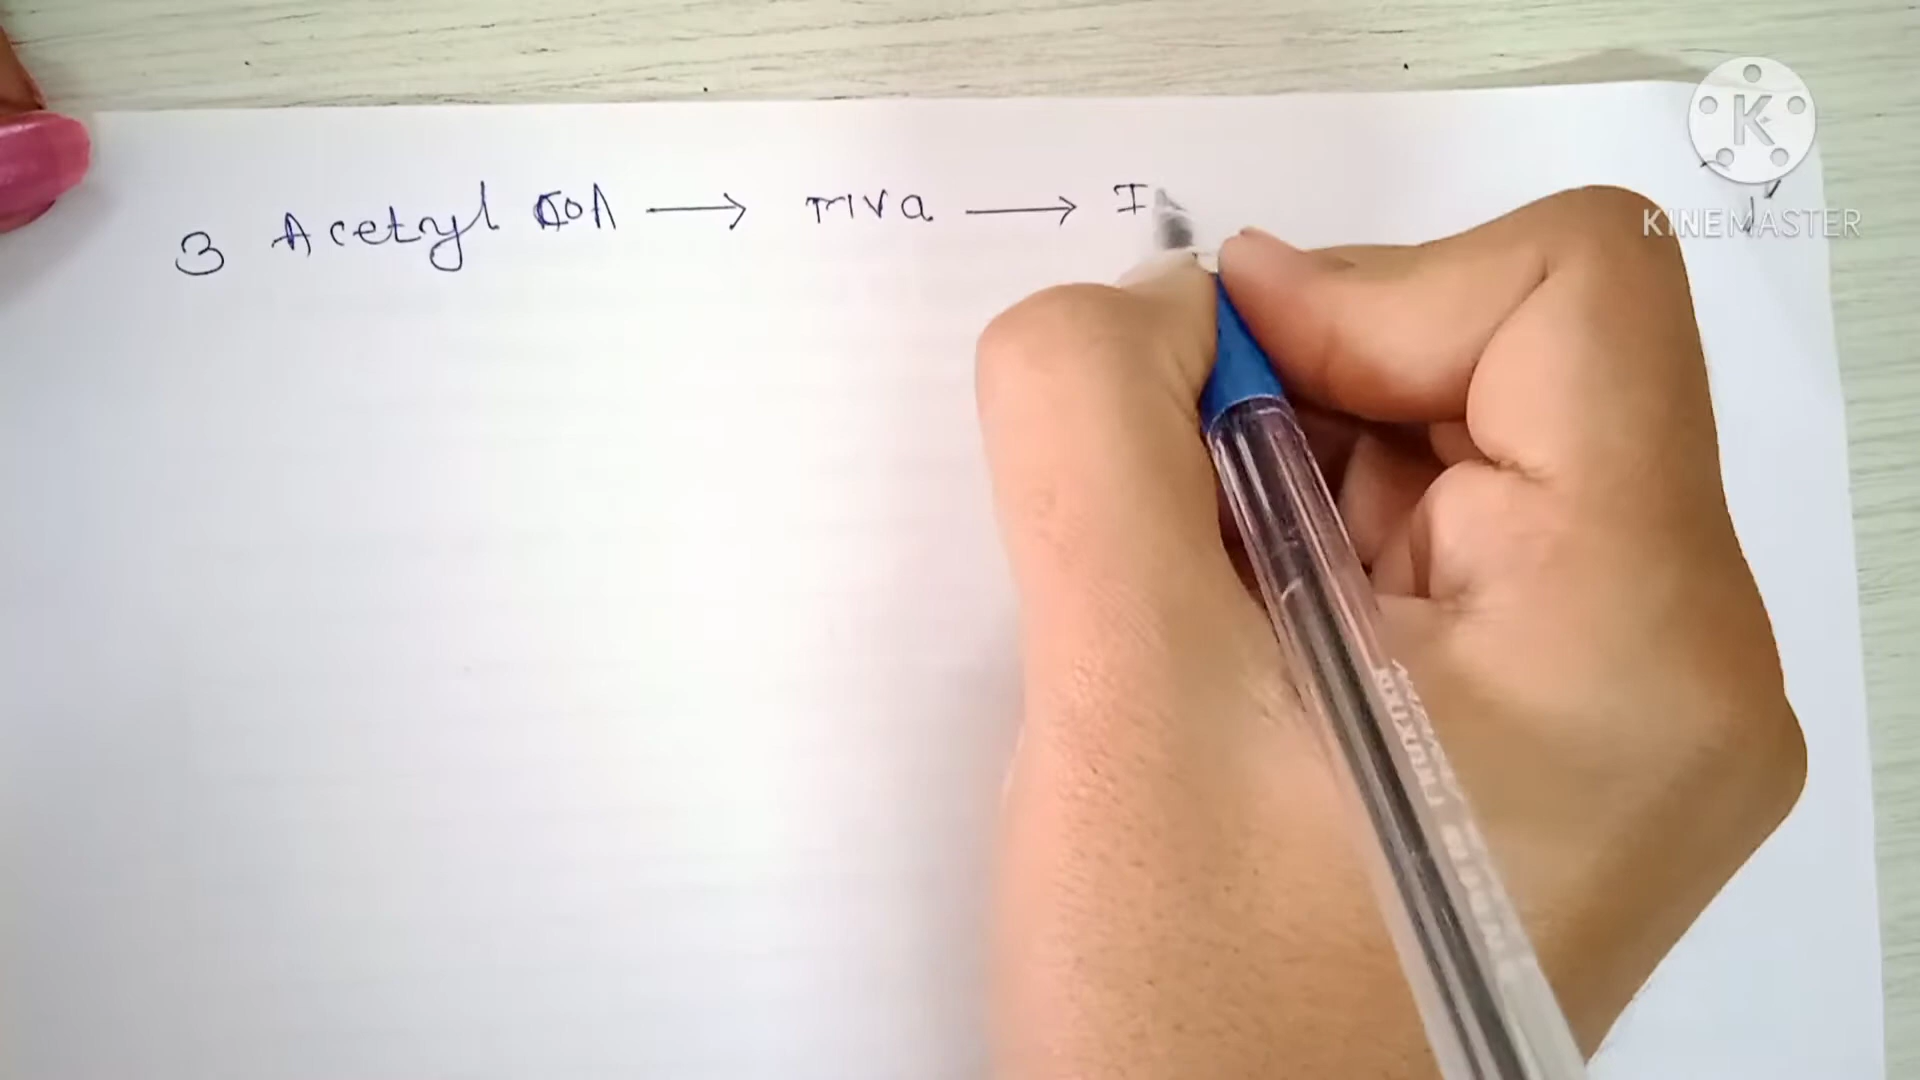 3 Acetyl CoA → MVA → I
K
KINEMASTER